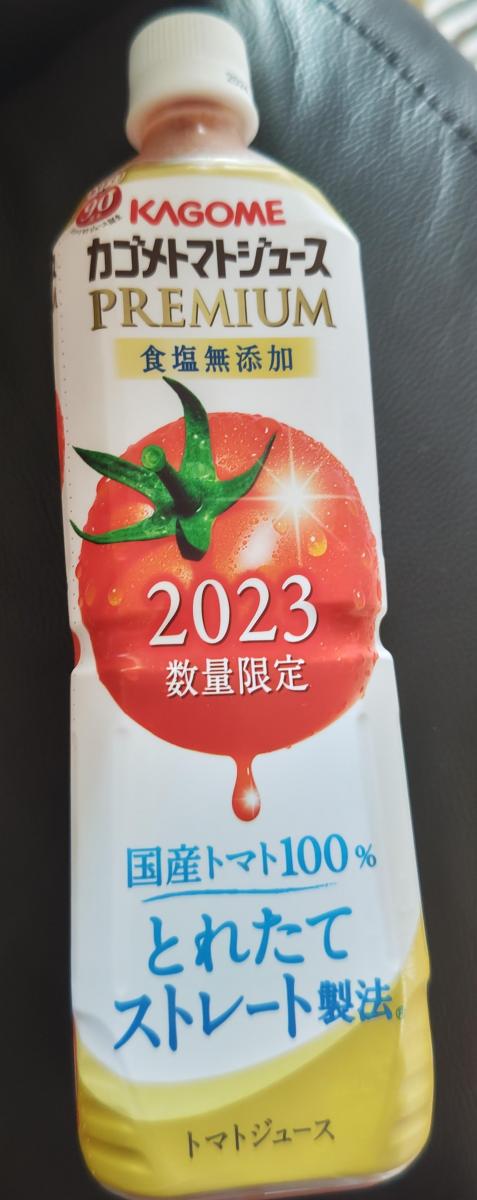 90
KAGOME
カゴメトマトジュース
PREMIUM
食塩無添加
2023
数量限定
国産トマト100%
とれたて
ストレート製法®
トマトジュース